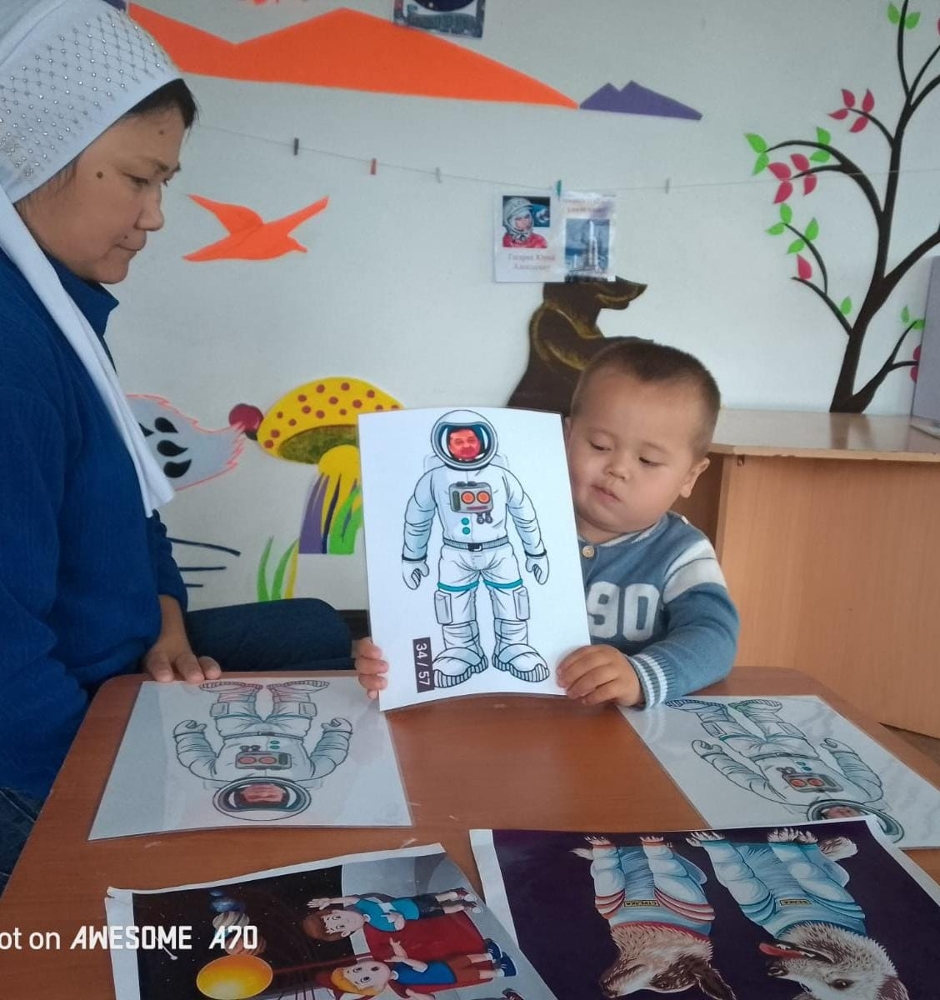 Гагарин Юрий
Алексеевич
90
34 / 57
СТРЕЛКА
БЕЛКА
ot on AWESOME A70